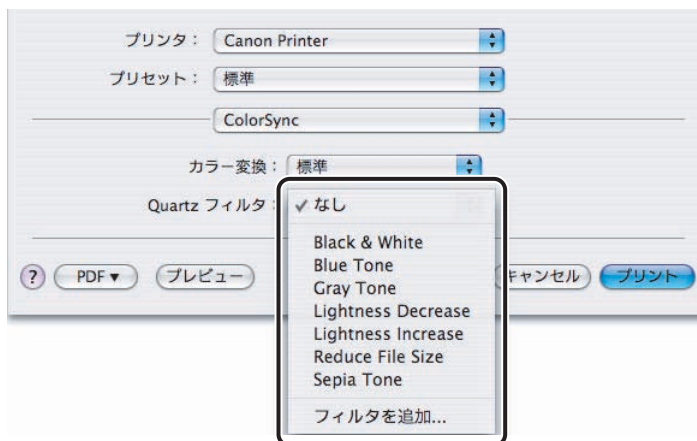 プリンタ： Canon Printer
プリセット： 標準
ColorSync
カラー変換： 標準
Quartz フィルタ： ✓ なし
Black & White
Blue Tone
Gray Tone
Lightness Decrease
Lightness Increase
Reduce File Size
Sepia Tone
フィルタを追加...
? PDF▼ プレビュー キャンセル プリント